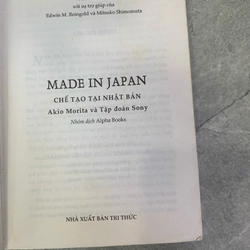 với sự trợ giúp của
Edwin M. Reingold và Mitsuko Shimomura
MADE IN JAPAN
CHẾ TẠO TẠI NHẬT BẢN
Akio Morita và Tập đoàn Sony
Nhóm dịch Alpha Books
NHÀ XUẤT BẢN TRI THỨC